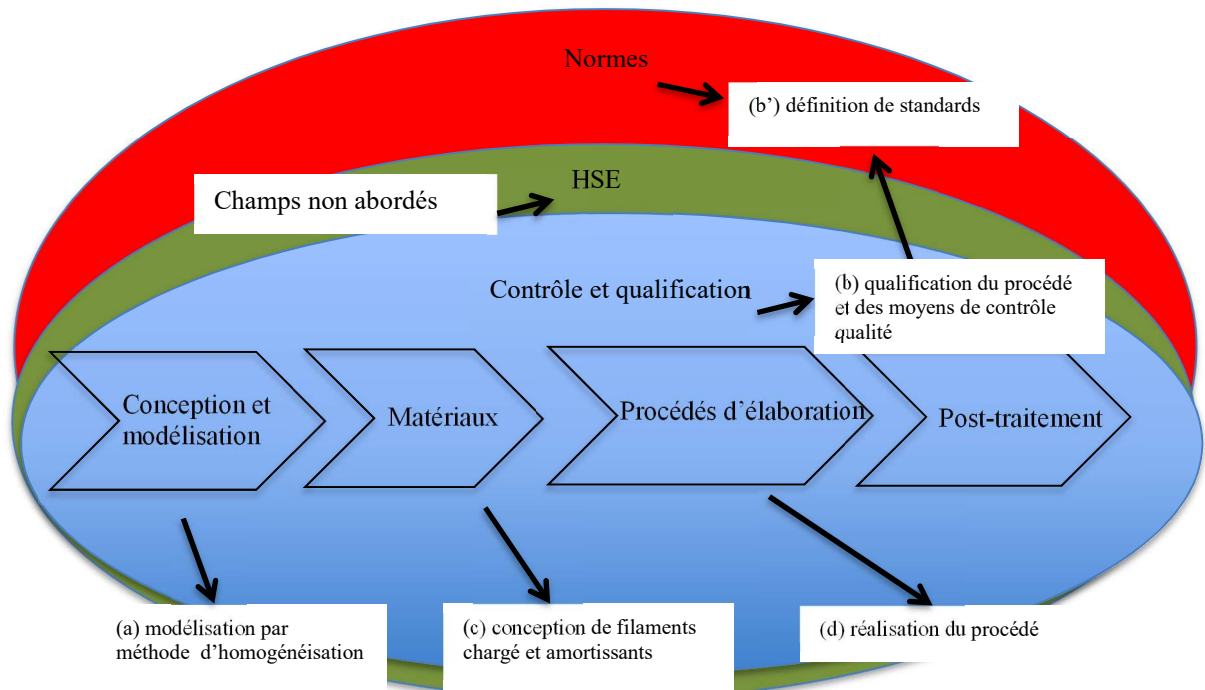 Normes
(b’) définition de standards
HSE
Champs non abordés
Contrôle et qualification
(b) qualification du procédé
et des moyens de contrôle
qualité
Conception et
modélisation
Matériaux
Procédés d’élaboration
Post-traitement
(a) modélisation par
méthode d’homogénéisation
(c) conception de filaments
chargé et amortissants
(d) réalisation du procédé